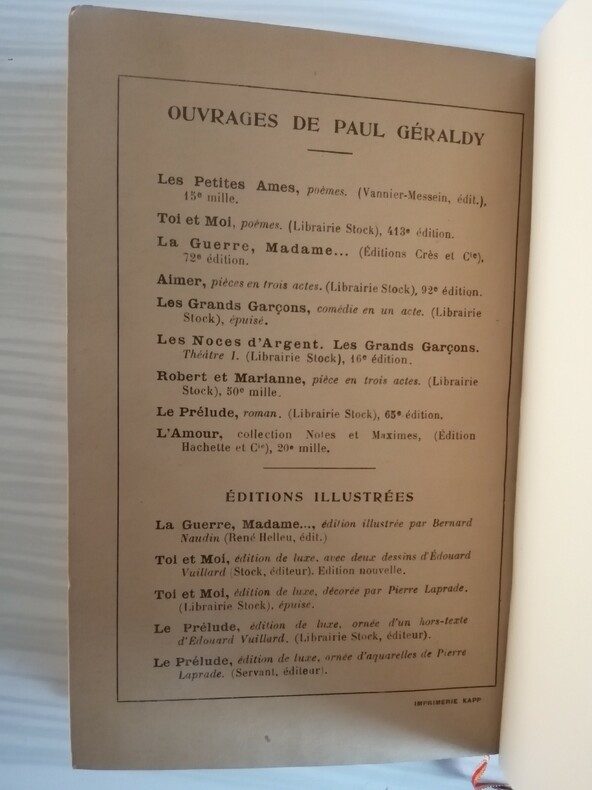 OUVRAGES DE PAUL GÉRALDY
Les Petites Ames, poèmes. (Vannier-Messein, édit.),
15e mille.
Toi et Moi, poèmes. (Librairie Stock), 413e édition.
La Guerre, Madame... (Éditions Crès et Cie),
72e édition.
Aimer, pièces en trois actes. (Librairie Stock), 92e édition.
Les Grands Garçons, comédie en un acte. (Librairie
Stock), épuisé.
Les Noces d'Argent. Les Grands Garçons.
Théâtre I. (Librairie Stock), 16e édition.
Robert et Marianne, pièce en trois actes. (Librairie
Stock), 50e mille.
Le Prélude, roman. (Librairie Stock), 65e édition.
L'Amour, collection Notes et Maximes, (Édition
Hachette et Cie), 20e mille.
ÉDITIONS ILLUSTRÉES
La Guerre, Madame..., édition illustrée par Bernard
Naudin (René Helleu, édit.)
Toi et Moi, édition de luxe, avec deux dessins d'Édouard
Vuillard (Stock, éditeur). Edition nouvelle.
Toi et Moi, édition de luxe, décorée par Pierre Laprade.
(Librairie Stock), épuisé.
Le Prélude, édition de luxe, ornée d'un hors-texte
d'Edouard Vuillard. (Librairie Stock, éditeur).
Le Prélude, édition de luxe, ornée d'aquarelles de Pierre
Laprade. (Servant, éditeur).
IMPRIMERIE KAPP